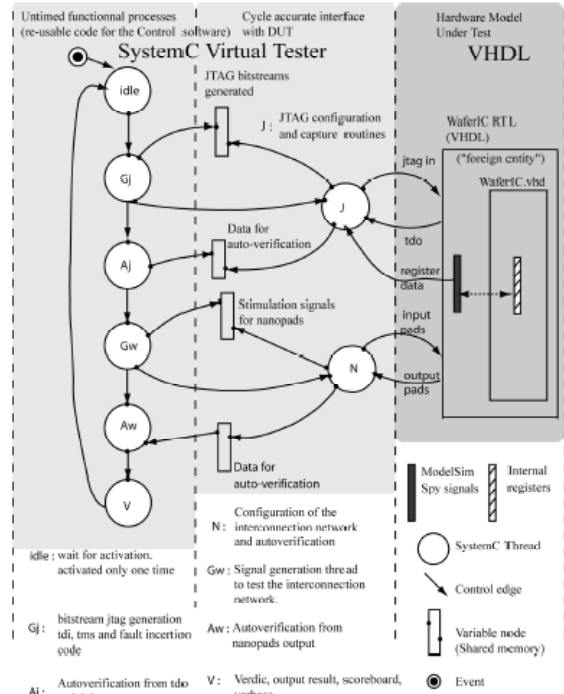 Untimed functionnal processes
(re-usable code for the Control software)
Cycle accurate interface
with DUT
Hardware Model
Under Test
SystemC Virtual Tester
VHDL
idle
JTAG bitstreams
generated
J : JTAG configuration
and capture routines
WaferIC RTL
(VHDL)
("foreign entity")
WaferIC.vhd
jtag in
Gj
J
tdo
Data for
auto-verification
Aj
register
data
Stimulation signals
for nanopads
input
pads
Gw
N
output
pads
Aw
Data for
auto-verification
V
ModelSim
Spy signals
Internal
registers
SystemC Thread
Control edge
Variable node
(Shared memory)
Event
idle : wait for activation.
activated only one time
Gj : bitstream jtag generation
tdi, tms and fault incertion
code
Aj : Autoverification from tdo
N : Configuration of the
interconnection network
and autoverification
Gw : Signal generation thread
to test the interconnection
network.
Aw : Autoverification from
nanopads output
V : Verdic, output result, scoreboard,